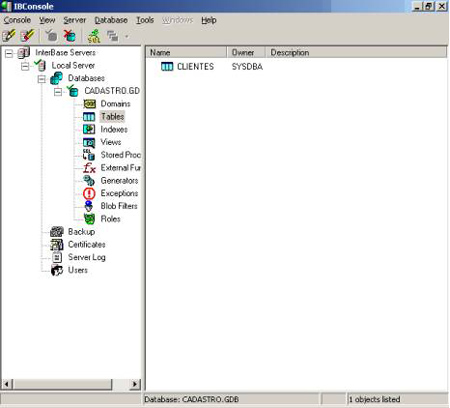 IBConsole
Console View Server Database Tools Windows Help
InterBase Servers
Local Server
Databases
CADASTRO.GD
Domains
Tables
Indexes
Views
Stored Proc
External Fur
Generators
Exceptions
Blob Filters
Roles
Backup
Certificates
Server Log
Users
Name Owner Description
CLIENTES SYSDBA
Database: CADASTRO.GDB 1 objects listed